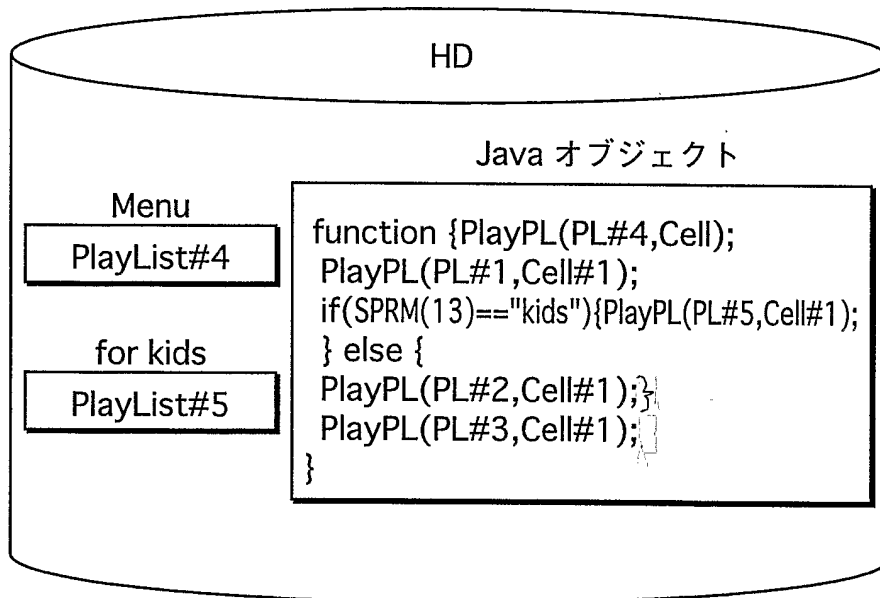 HD
Java オブジェクト
Menu
PlayList#4
for kids
PlayList#5
function {PlayPL(PL#4,Cell);
PlayPL(PL#1,Cell#1);
if(SPRM(13)=="kids"){PlayPL(PL#5,Cell#1);
} else {
PlayPL(PL#2,Cell#1);}
PlayPL(PL#3,Cell#1);
}